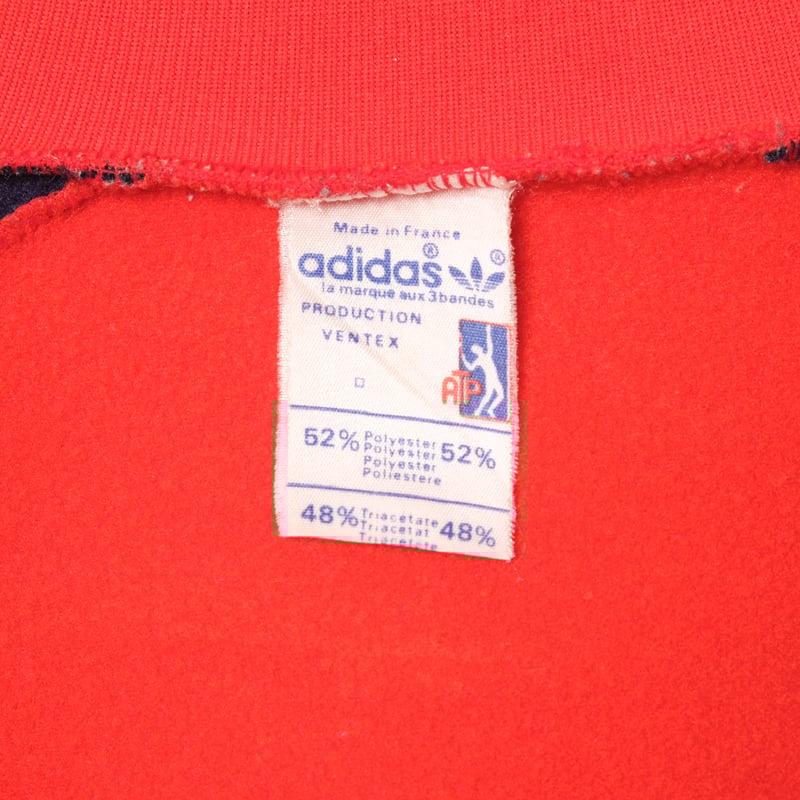 Made in France
adidas®
®
la marque aux 3 bandes
PRODUCTION
VENTEX
ATP
52% Polyester 52%
Polyester
Polyester
Poliestere
48% Triacetate 48%
Triacetat
Triacetate